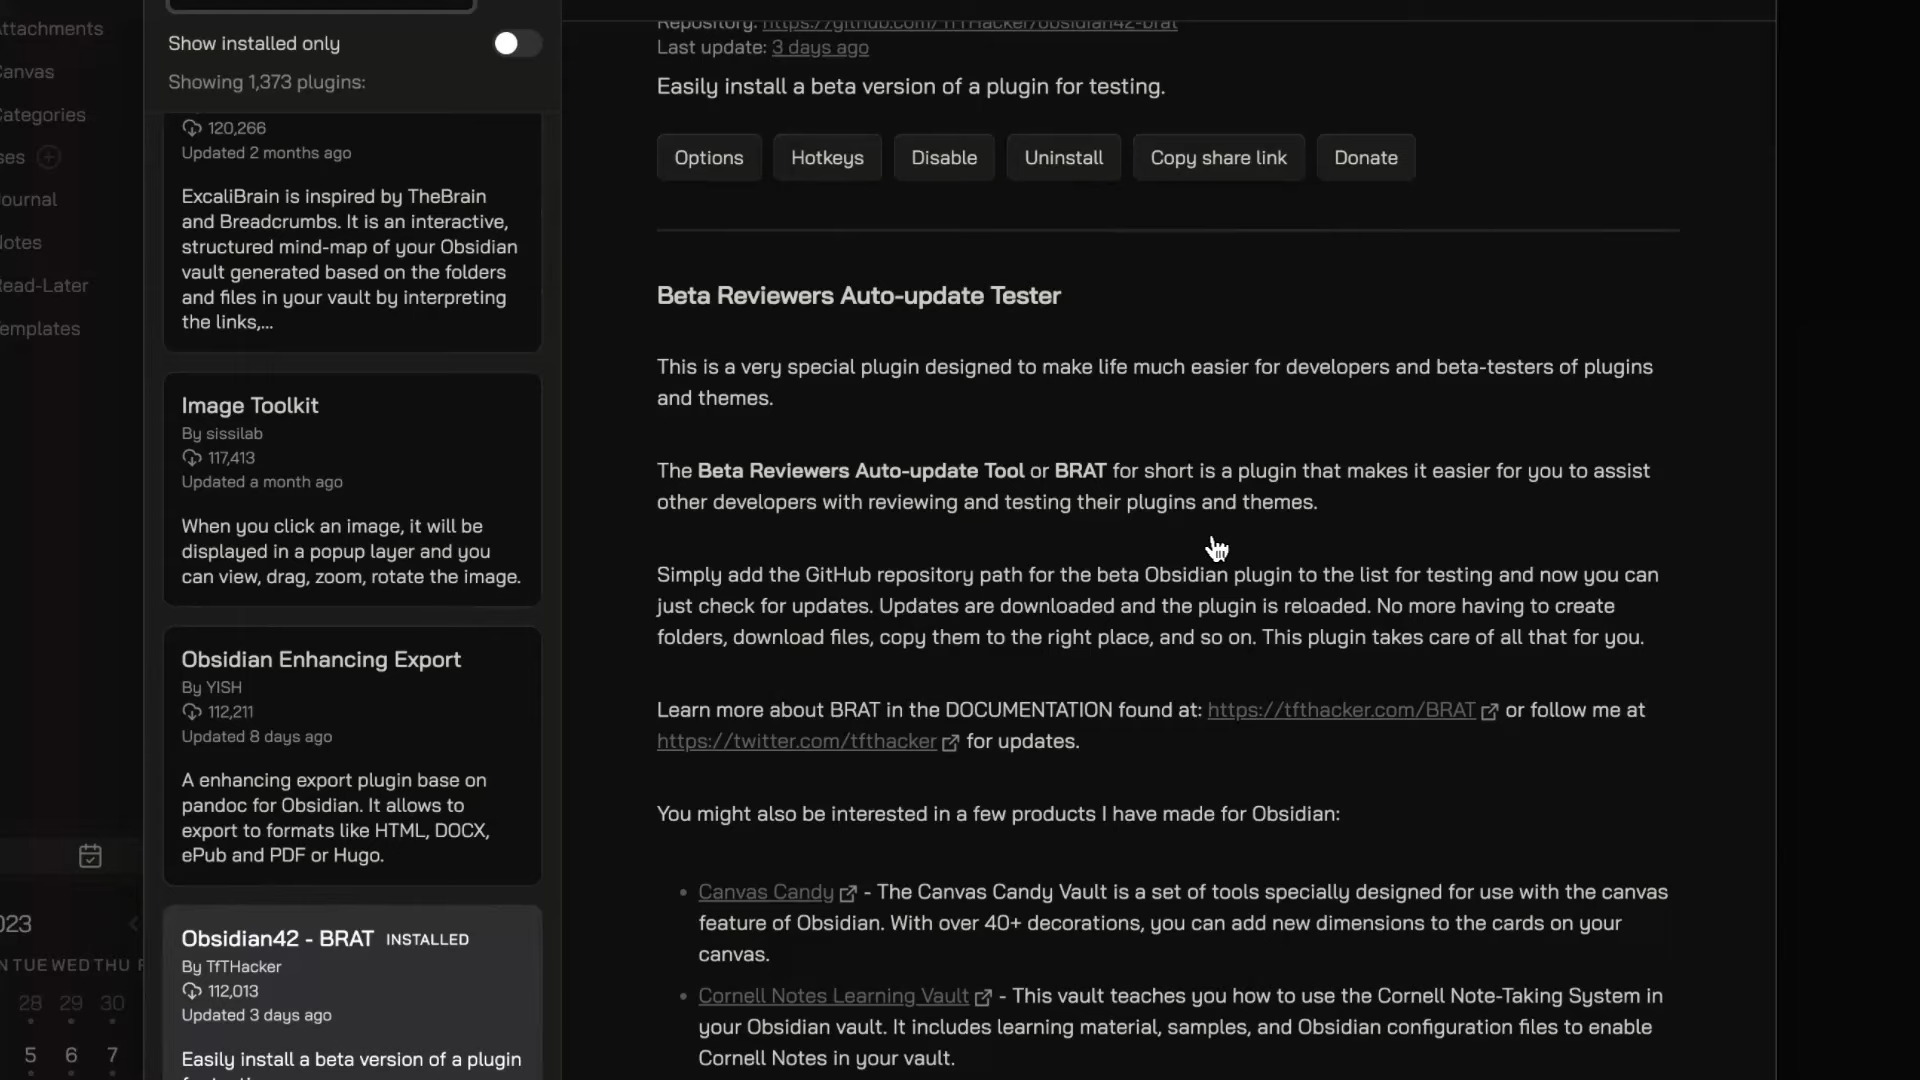 ttachments
anvas
ategories
ses
ournal
otes
ead-Later
emplates
023
TUE WED THU F
28 29 30
5 6 7
Show installed only
Showing 1,373 plugins:
120,266
Updated 2 months ago
ExcaliBrain is inspired by TheBrain
and Breadcrumbs. It is an interactive,
structured mind-map of your Obsidian
vault generated based on the folders
and files in your vault by interpreting
the links,...
Image Toolkit
By sissilab
117,413
Updated a month ago
When you click an image, it will be
displayed in a popup layer and you
can view, drag, zoom, rotate the image.
Obsidian Enhancing Export
By YISH
112,211
Updated 8 days ago
A enhancing export plugin base on
pandoc for Obsidian. It allows to
export to formats like HTML, DOCX,
ePub and PDF or Hugo.
Obsidian42 - BRAT INSTALLED
By TfTHacker
112,013
Updated 3 days ago
Easily install a beta version of a plugin
Repository: https://github.com/TfTHacker/obsidian42-brat
Last update: 3 days ago
Easily install a beta version of a plugin for testing.
Options Hotkeys Disable Uninstall Copy share link Donate
Beta Reviewers Auto-update Tester
This is a very special plugin designed to make life much easier for developers and beta-testers of plugins
and themes.
The Beta Reviewers Auto-update Tool or BRAT for short is a plugin that makes it easier for you to assist
other developers with reviewing and testing their plugins and themes.
Simply add the GitHub repository path for the beta Obsidian plugin to the list for testing and now you can
just check for updates. Updates are downloaded and the plugin is reloaded. No more having to create
folders, download files, copy them to the right place, and so on. This plugin takes care of all that for you.
Learn more about BRAT in the DOCUMENTATION found at: https://tfthacker.com/BRAT or follow me at
https://twitter.com/tfthacker for updates.
You might also be interested in a few products I have made for Obsidian:
• Canvas Candy - The Canvas Candy Vault is a set of tools specially designed for use with the canvas
feature of Obsidian. With over 40+ decorations, you can add new dimensions to the cards on your
canvas.
• Cornell Notes Learning Vault - This vault teaches you how to use the Cornell Note-Taking System in
your Obsidian vault. It includes learning material, samples, and Obsidian configuration files to enable
Cornell Notes in your vault.